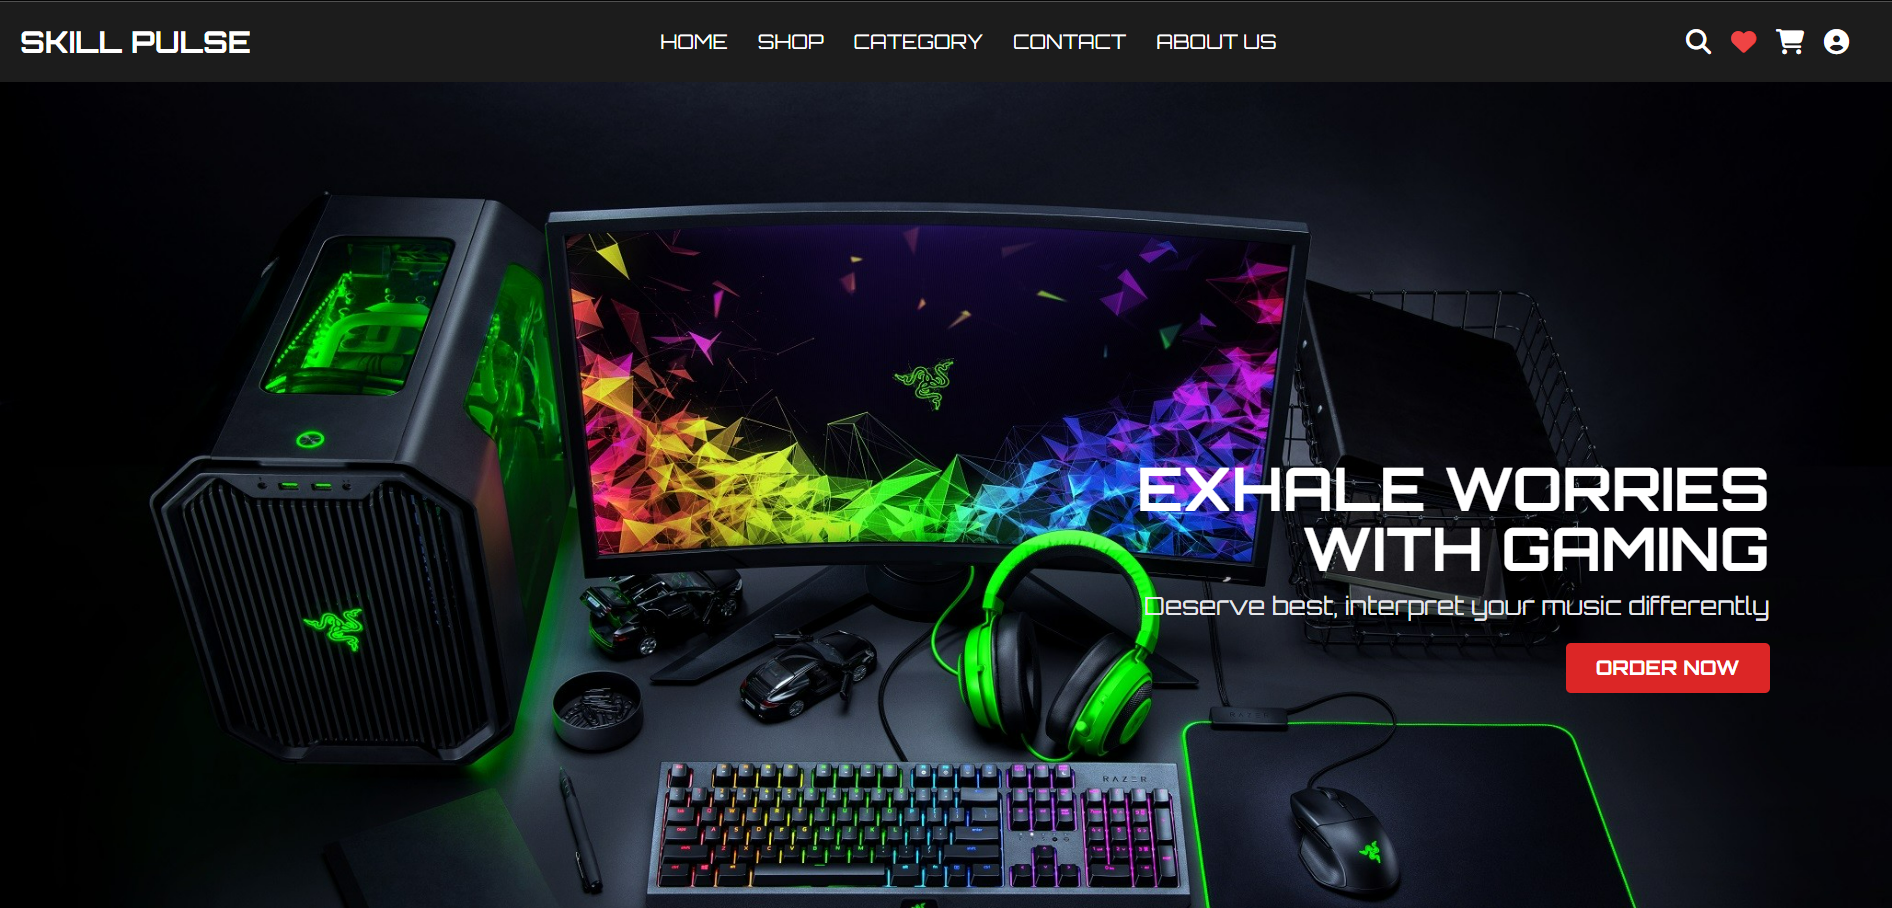 SKILL PULSE
HOME SHOP CATEGORY CONTACT ABOUT US
EXHALE WORRIES
WITH GAMING
Deserve best, interpret your music differently
ORDER NOW
RAZER